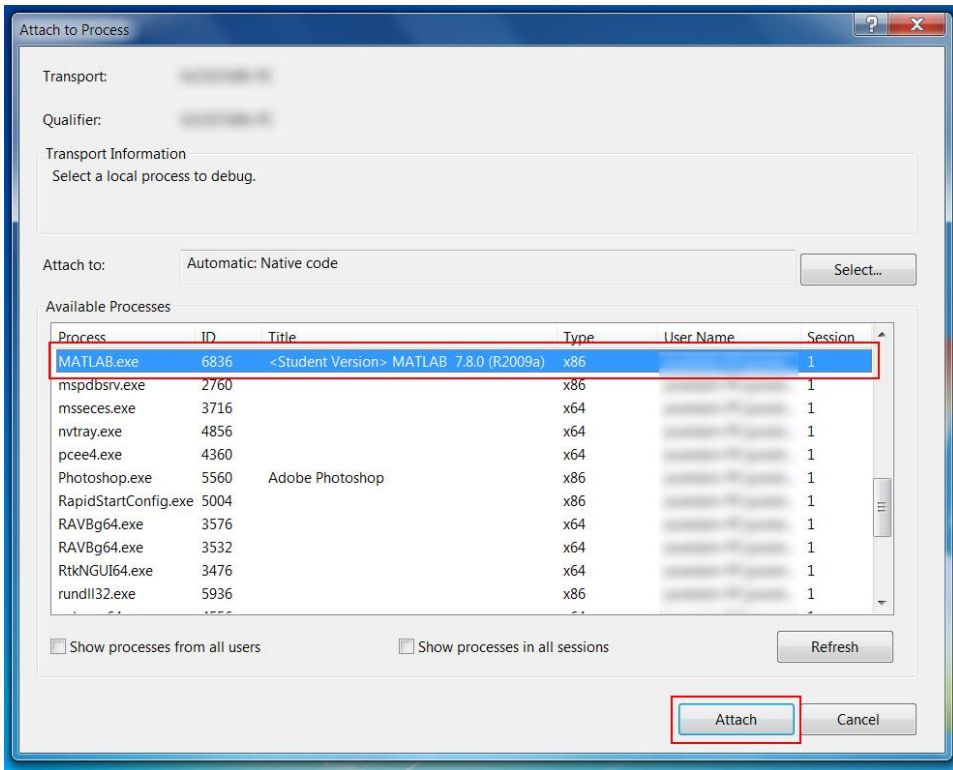 Attach to Process
Transport:
Qualifier:
Transport Information
Select a local process to debug.
Attach to: Automatic: Native code Select...
Available Processes
Process ID Title Type User Name Session
MATLAB.exe 6836 <Student Version> MATLAB 7.8.0 (R2009a) x86 1
mspdbsrv.exe 2760 x86 1
msseces.exe 3716 x64 1
nvtray.exe 4856 x64 1
pcee4.exe 4360 x64 1
Photoshop.exe 5560 Adobe Photoshop x86 1
RapidStartConfig.exe 5004 x86 1
RAVBg64.exe 3576 x64 1
RAVBg64.exe 3532 x64 1
RtkNGUI64.exe 3476 x64 1
rundll32.exe 5936 x86 1
Show processes from all users Show processes in all sessions Refresh
Attach Cancel